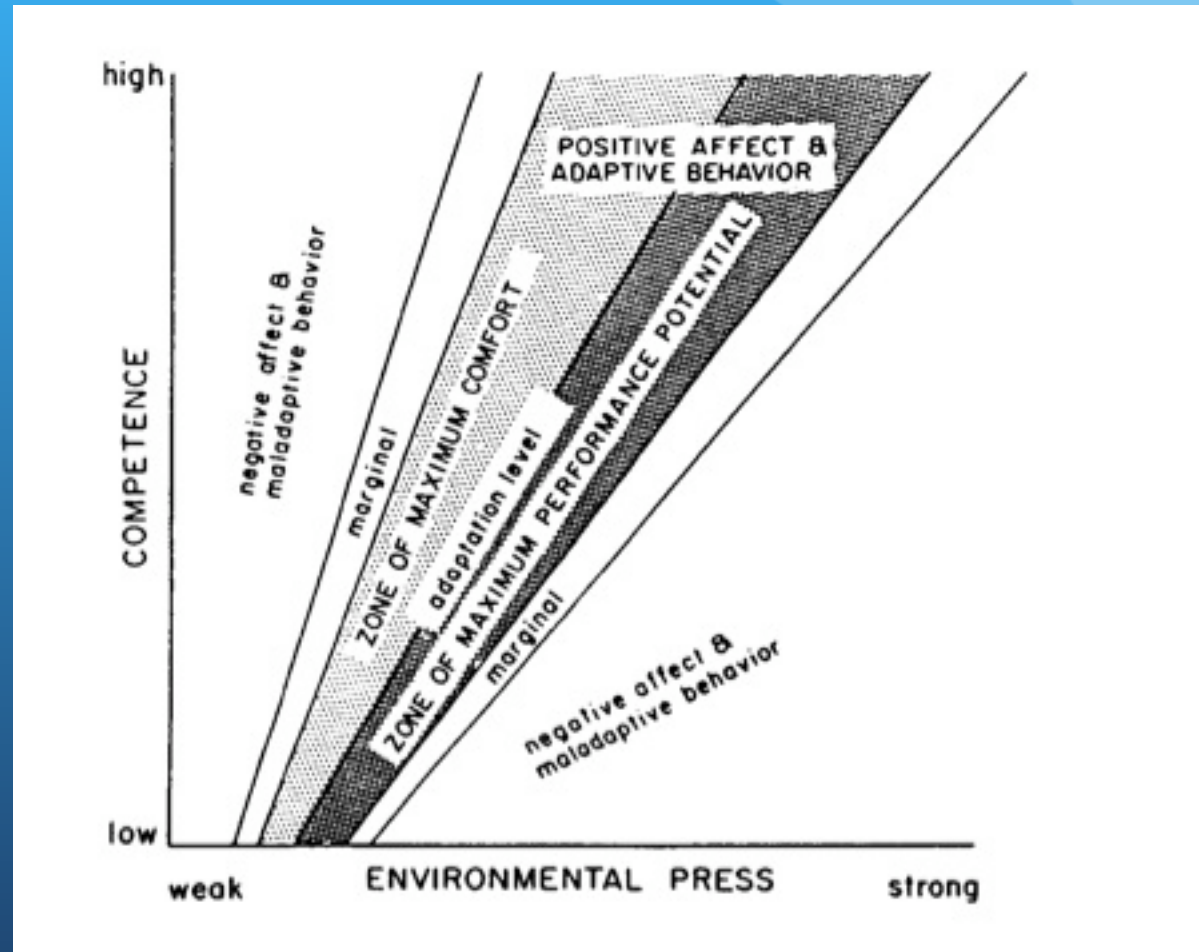 high
POSITIVE AFFECT &
ADAPTIVE BEHAVIOR
negative affect &
maladaptive behavior
marginal
ZONE OF MAXIMUM COMFORT
adaptation level
ZONE OF MAXIMUM PERFORMANCE POTENTIAL
marginal
negative affect &
maladaptive behavior
COMPETENCE
low
weak
ENVIRONMENTAL PRESS
strong